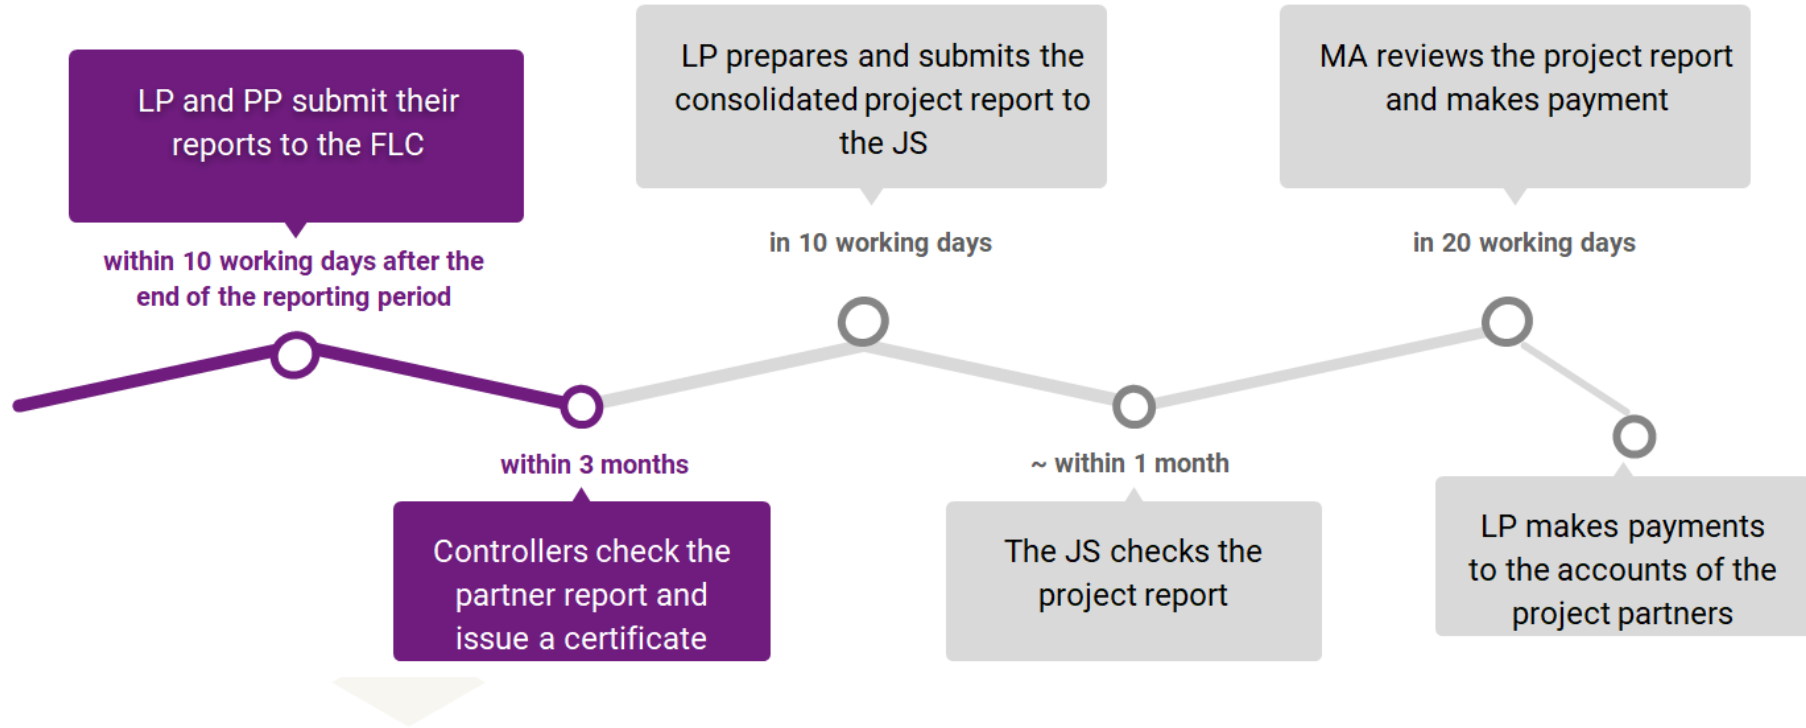 LP and PP submit their
reports to the FLC
within 10 working days after the
end of the reporting period
within 3 months
Controllers check the
partner report and
issue a certificate
LP prepares and submits the
consolidated project report to
the JS
in 10 working days
~ within 1 month
The JS checks the
project report
MA reviews the project report
and makes payment
in 20 working days
LP makes payments
to the accounts of the
project partners